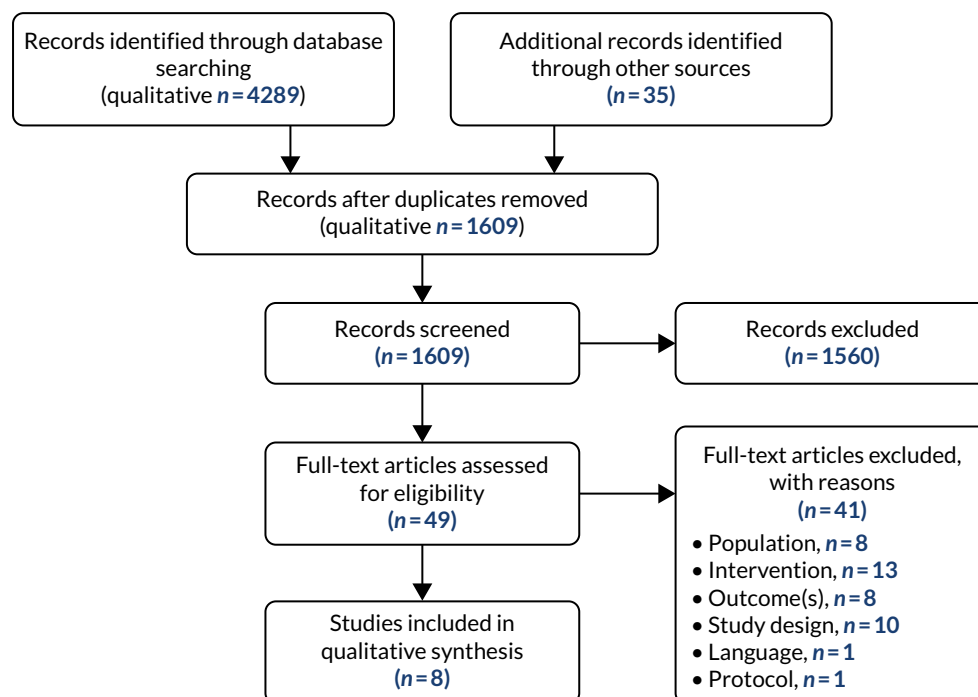 Records identified through database
searching
(qualitative n=4289)
Additional records identified
through other sources
(n=35)
Records after duplicates removed
(qualitative n=1609)
Records screened
(n=1609)
Records excluded
(n=1560)
Full-text articles assessed
for eligibility
(n=49)
Full-text articles excluded,
with reasons
(n=41)
• Population, n=8
• Intervention, n=13
• Outcome(s), n=8
• Study design, n=10
• Language, n=1
• Protocol, n=1
Studies included in
qualitative synthesis
(n=8)